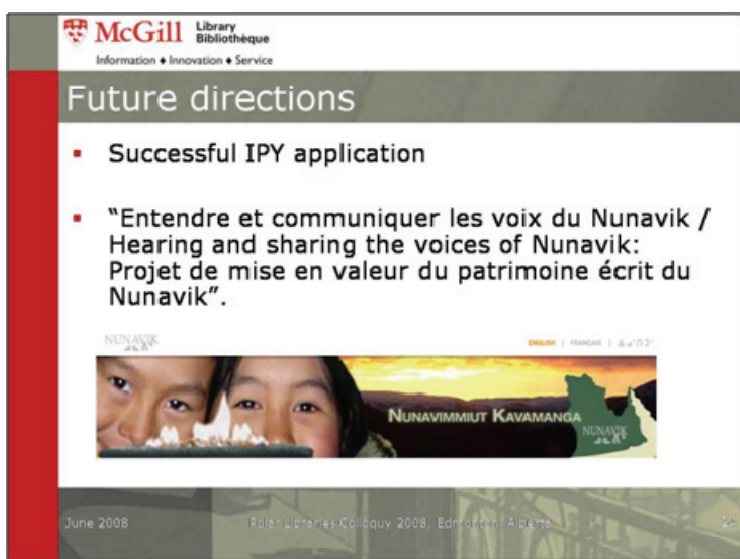 McGill Library
Bibliothèque
Information ♦ Innovation ♦ Service
Future directions
Successful IPY application
“Entendre et communiquer les voix du Nunavik /
Hearing and sharing the voices of Nunavik:
Projet de mise en valeur du patrimoine écrit du
Nunavik”.
NUNAVIK
ENGLISH | FRANÇAIS |
NUNAVIMMIUT KAVAMANGA
NUNAVIK
June 2008
Polar Libraries Colloquy 2008, Edmonton, Alberta